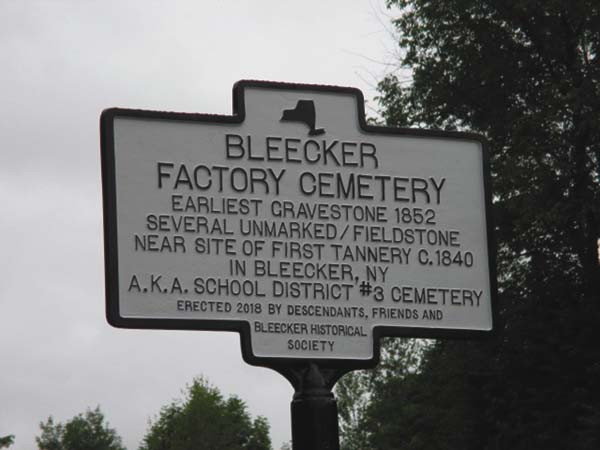 BLEECKER
FACTORY CEMETERY
EARLIEST GRAVESTONE 1852
SEVERAL UNMARKED/FIELDSTONE
NEAR SITE OF FIRST TANNERY C.1840
IN BLEECKER, NY
A.K.A. SCHOOL DISTRICT #3 CEMETERY
ERECTED 2018 BY DESCENDANTS, FRIENDS AND
BLEECKER HISTORICAL
SOCIETY